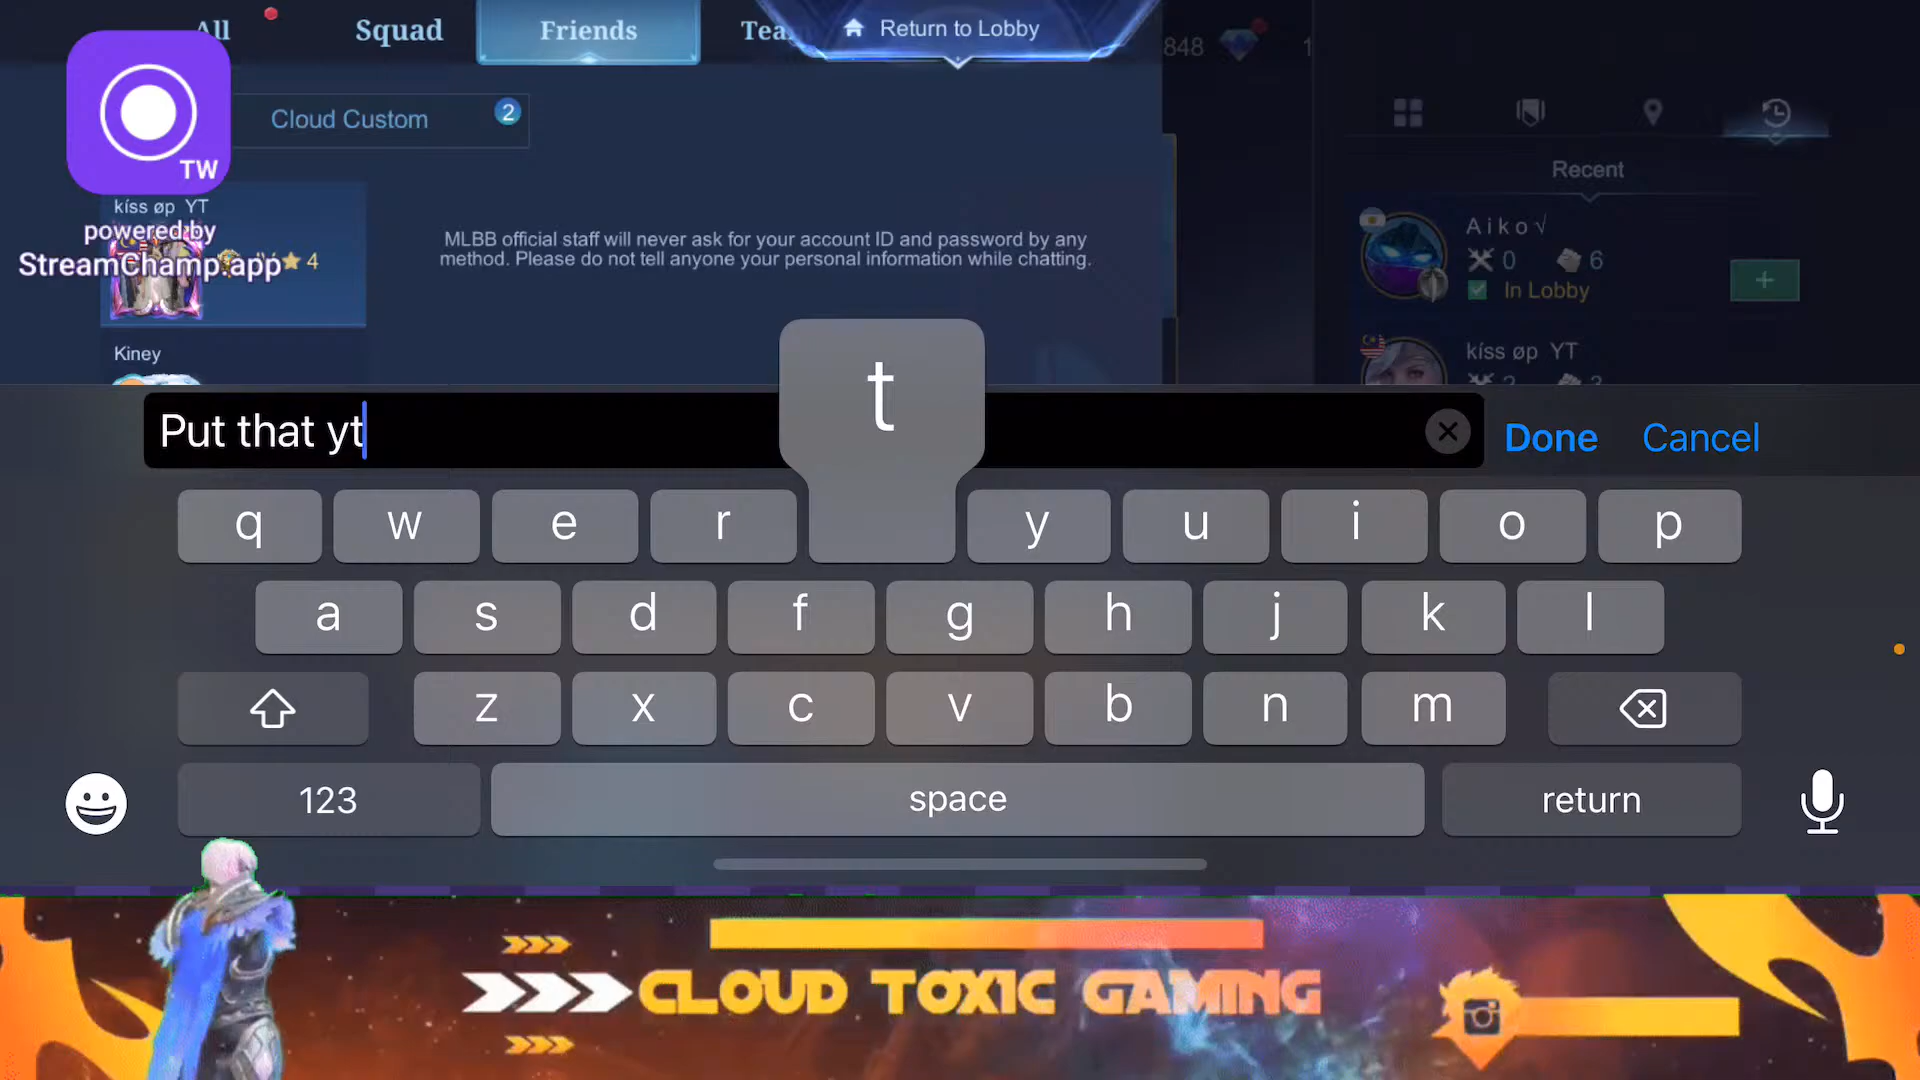 All
Squad
Friends
Return to Lobby
848
1
Cloud Custom
2
TW
kíss øp YT
powered by
StreamChamp.app
4
MLBB official staff will never ask for your account ID and password by any
method. Please do not tell anyone your personal information while chatting.
Kiney
Recent
Aiko√
0
6
In Lobby
kíss øp YT
Put that yt
Done
Cancel
t
q w e r y u i o p
a s d f g h j k l
z x c v b n m
123
space
return
CLOUD TOXIC GAMING